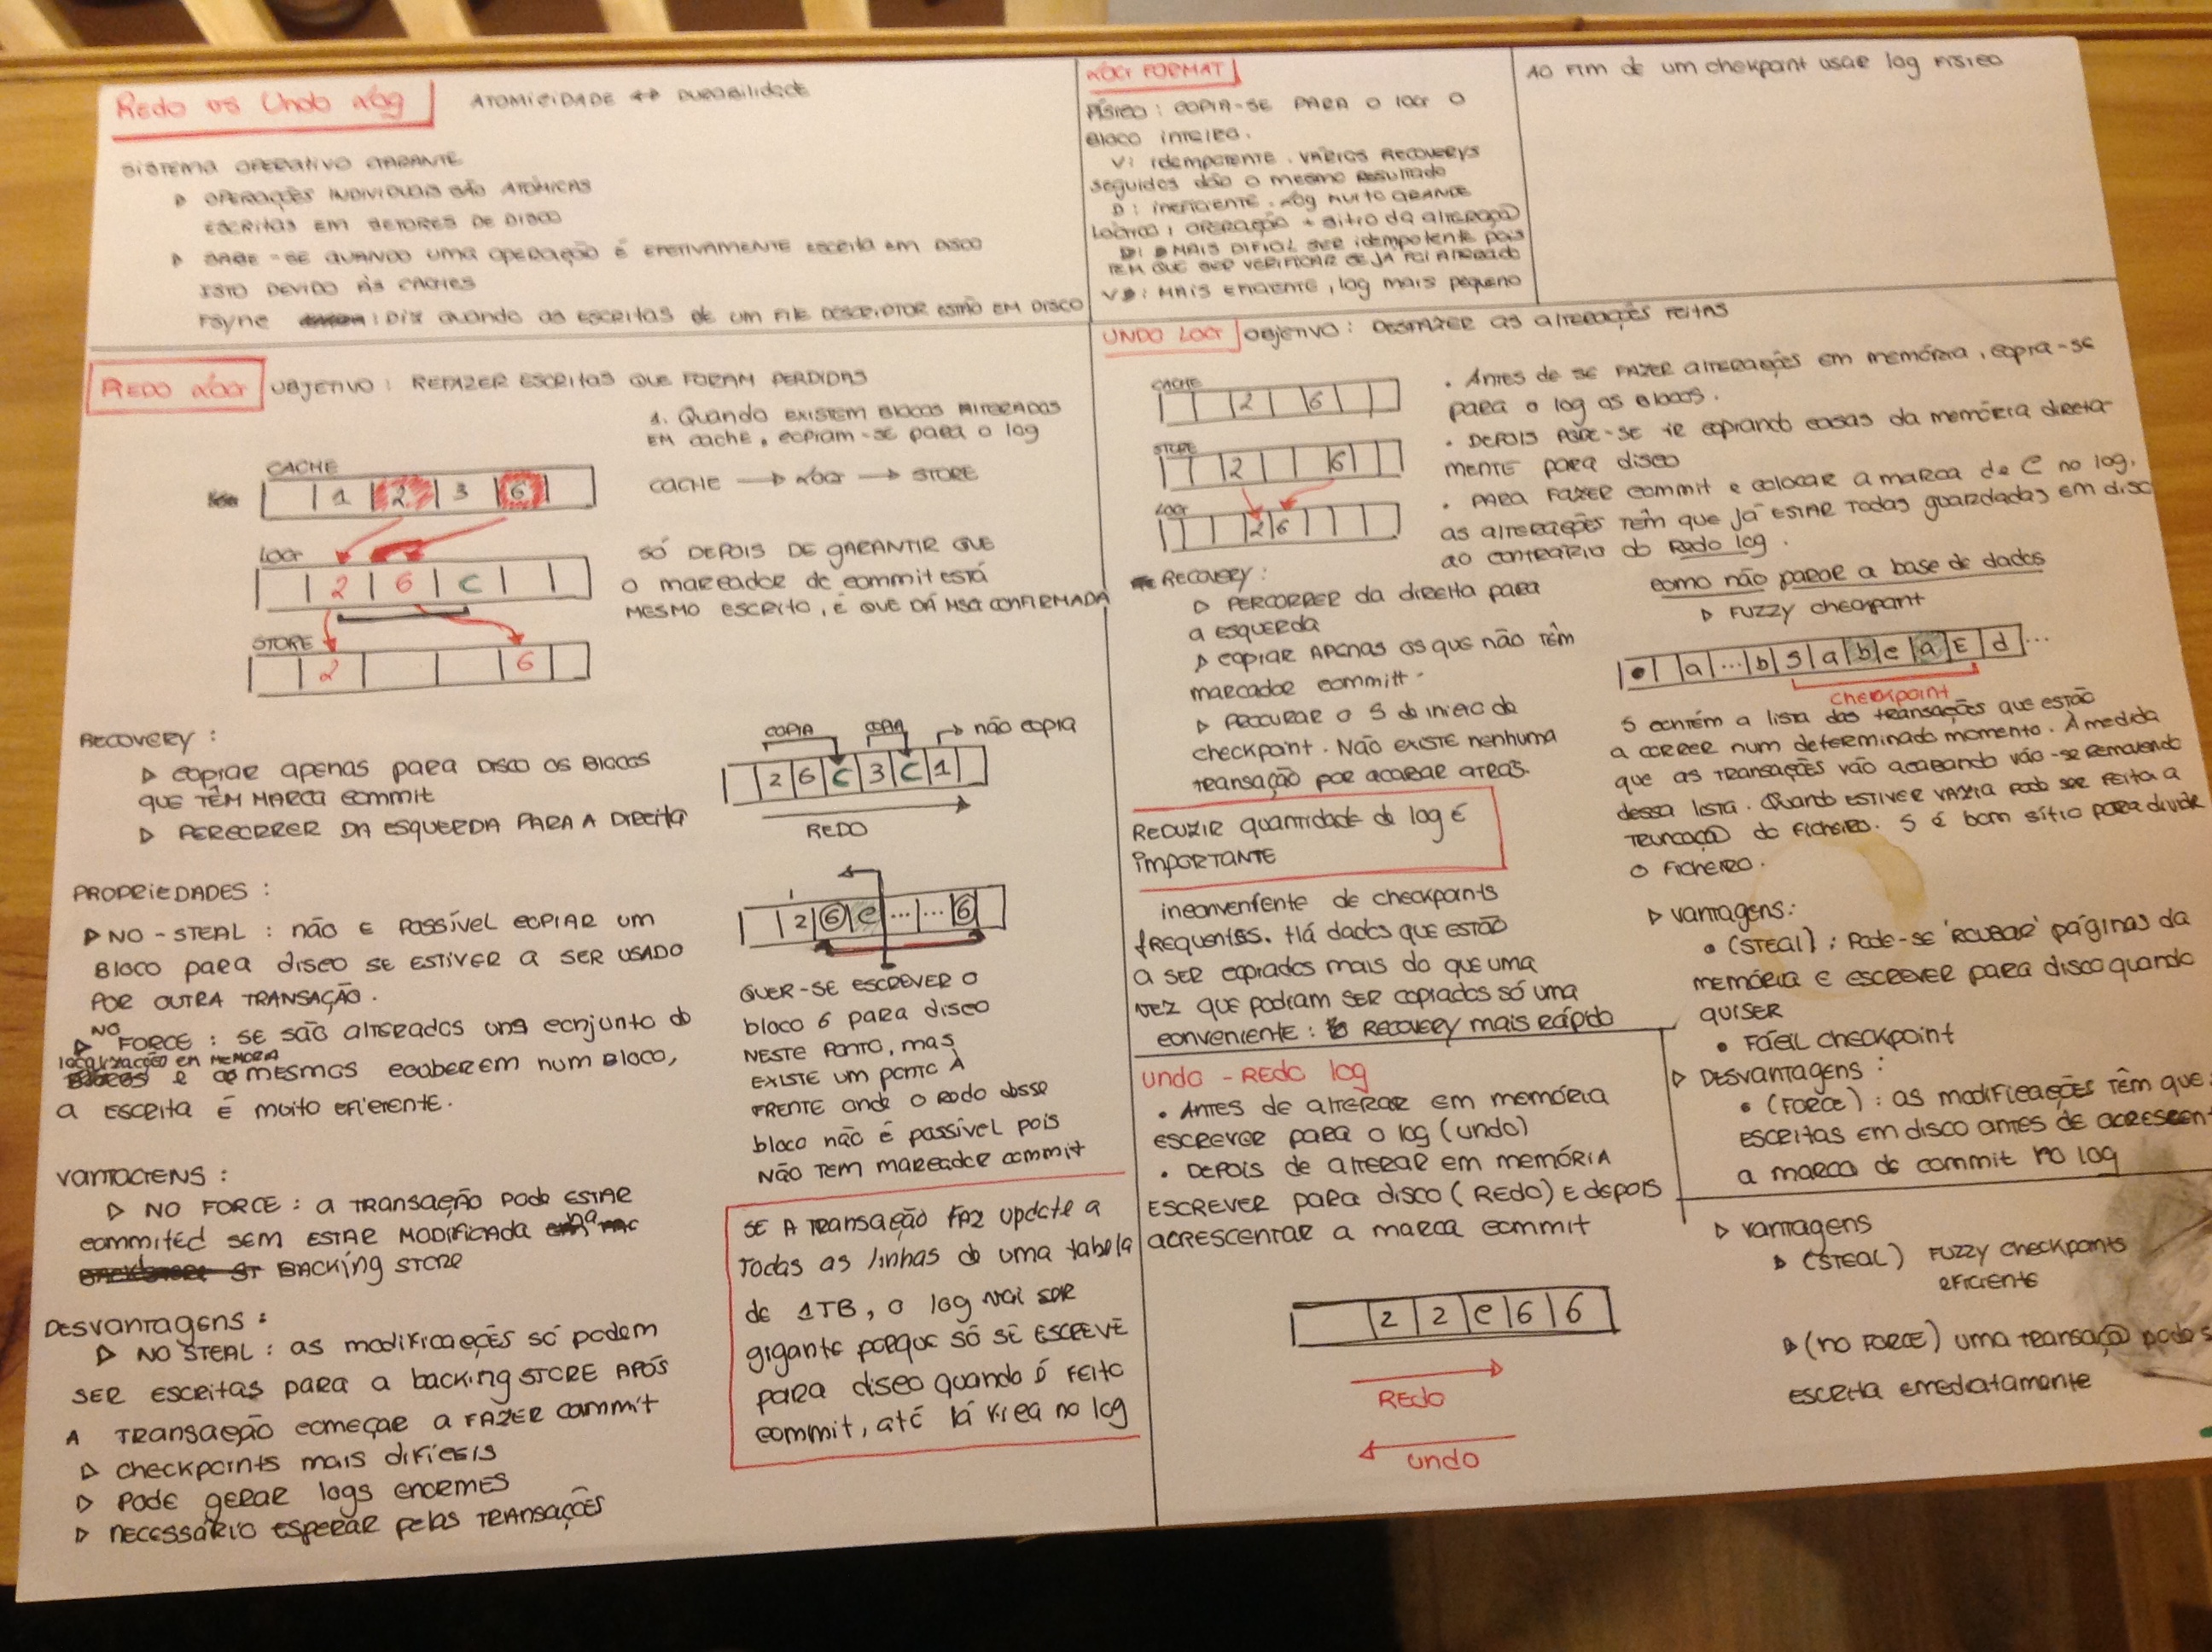 Redo vs Undo Log
ATOMICIDADE ↔ DURABILIDADE
SISTEMA OPERATIVO GARANTE
▷ OPERAÇÕES INDIVIDUAIS SÃO ATÓMICAS
ESCRITAS EM SETORES DE DISCO
▷ SABE-SE QUANDO UMA OPERAÇÃO É EFETIVAMENTE ESCRITA EM DISCO
ISTO DEVIDO ÀS CACHES
FSYNC : DIZ QUANDO AS ESCRITAS DE UM FILE DESCRIPTOR ESTÃO EM DISCO
LOG FORMAT
FÍSICO : COPIA-SE PARA O LOG O
BLOCO INTEIRO.
V: IDEMPOTENTE. VÁRIOS RECOVERYS
SEGUIDOS DÃO O MESMO RESULTADO
D: INEFICIENTE. LOG MUITO GRANDE
LÓGICO : OPERAÇÃO + SITIO DA ALTERAÇÃO
D: MAIS DIFICIL SER idempotente pois
TEM QUE VERIFICAR SE JÁ FOI ALTERADO
V: MAIS EFICIENTE, log mais pequeno
AO FIM DE UM CHEKPOINT USAR LOG FISICO
REDO LOG
OBJETIVO : REFAZER ESCRITAS QUE FORAM PERDIDAS
1. QUANDO EXISTEM BLOCOS ALTERADOS
EM CACHE, COPIAM-SE PARA O LOG
CACHE → LOG → STORE
CACHE
1 2 3 6
LOG
2 6 C
STORE
2 6
SÓ DEPOIS DE GARANTIR QUE
O MARCADOR DE COMMIT ESTÁ
MESMO ESCRITO, É QUE DÁ MSG CONFIRMADA
RECOVERY :
▷ COPIAR APENAS PARA DISCO OS BLOCOS
QUE TÊM MARCA COMMIT
▷ PERCORRER DA ESQUERDA PARA A DIREITA
COPIA COPIA → não copia
2 6 C 3 C 1
REDO
PROPRIEDADES :
▷ NO-STEAL : não É POSSÍVEL COPIAR UM
BLOCO para disco SE ESTIVER A SER USADO
POR OUTRA TRANSAÇÃO.
▷ NO FORCE : SE SÃO ALTERADOS UNS CONJUNTO DE
LOCALIZAÇÕES EM MEMORIA
E AS MESMAS COUBEREM NUM BLOCO,
A ESCRITA É MUITO EFICIENTE.
2 6 C ... ... 6
QUER-SE ESCREVER O
bloco 6 para disco
NESTE PONTO, MAS
EXISTE UM PONTO À
FRENTE ONDE O REDO DESSE
bloco não é possivel pois
NÃO TEM MARCADOR COMMIT
VANTAGENS :
▷ NO FORCE : A TRANSAÇÃO PODE ESTAR
COMMITED SEM ESTAR MODIFICADA na
BACKING STORE
DESVANTAGENS :
▷ NO STEAL : as modificações só podem
SER ESCRITAS PARA A backing STORE APÓS
A TRANSAÇÃO COMEÇAR A FAZER COMMIT
▷ CHECKPOINTS MAIS DIFICEIS
▷ PODE gerar logs ENORMES
▷ NECESSÁRIO ESPERAR pelas TRANSAÇÕES
SE A TRANSAÇÃO FAZ update a
TODAS as linhas de uma tabela
de 1TB, o log vai ser
gigante porque só SE ESCREVE
para disco quando É FEITO
COMMIT, até lá fica no log
UNDO LOG
OBJETIVO : DESFAZER AS ALTERAÇÕES FEITAS
CACHE
2 6
STORE
2 6
LOG
2 6
• ANTES DE SE FAZER ALTERAÇÕES EM MEMÓRIA, COPIA-SE
PARA O LOG OS BLOCOS.
• DEPOIS PODE-SE IR COPIANDO COISAS DA MEMÓRIA DIRETA-
MENTE PARA DISCO
• PARA FAZER COMMIT E COLOCAR A MARCA DE C NO LOG,
AS ALTERAÇÕES TÊM QUE JÁ ESTAR TODAS GUARDADAS EM DISC
AO CONTRÁRIO DO REDO LOG.
RECOVERY :
▷ PERCORRER da direita para
a ESQUERDA
▷ COPIAR APENAS OS QUE NÃO TÊM
marcador committ.
▷ PROCURAR O S do inicio do
checkpoint. Não EXISTE nenhuma
TRANSAÇÃO por acabar atrás.
REDUZIR quantidade de log É
IMPORTANTE
inconveniente de checkpoints
frequentes. Há dados que ESTÃO
a SER copiados mais do que uma
vez que podiam SER copiados só uma
conveniente : RECOVERY mais rápido
como não parar a base de dados
▷ FUZZY checkpoint
a ... b S a b c a E d ...
checkpoint
S contém a lista das transações que estão
a correr num determinado momento. À medida
que as TRANSAÇÕES vão acabando vão-se removendo
dessa lista. Quando ESTIVER VAZIA pode ser FEITA a
TRUNCAÇÃO do FICHEIRO. S é bom sítio para dividir
o FICHEIRO.
▷ vantagens:
• (STEAL) : Pode-se 'ROUBAR' páginas da
memória e ESCREVER para disco quando
QUISER
• FÁCIL checkpoint
▷ DESVANTAGENS :
• (FORCE) : as modificações TÊM que
ESCRITAS EM disco antes de acrescen
a marca de commit no log
Undo - REDO log
• ANTES de alterar em memória
escrever para o log (undo)
• DEPOIS de alterar em memória
ESCREVER para disco (REDO) E depois
acrescentar a marca commit
2 2 C 6 6
REDO
undo
▷ vantagens
▷ (STEAL) FUZZY checkpoints
eficiente
▷ (NO FORCE) uma transação pode s
escrita emediatamente